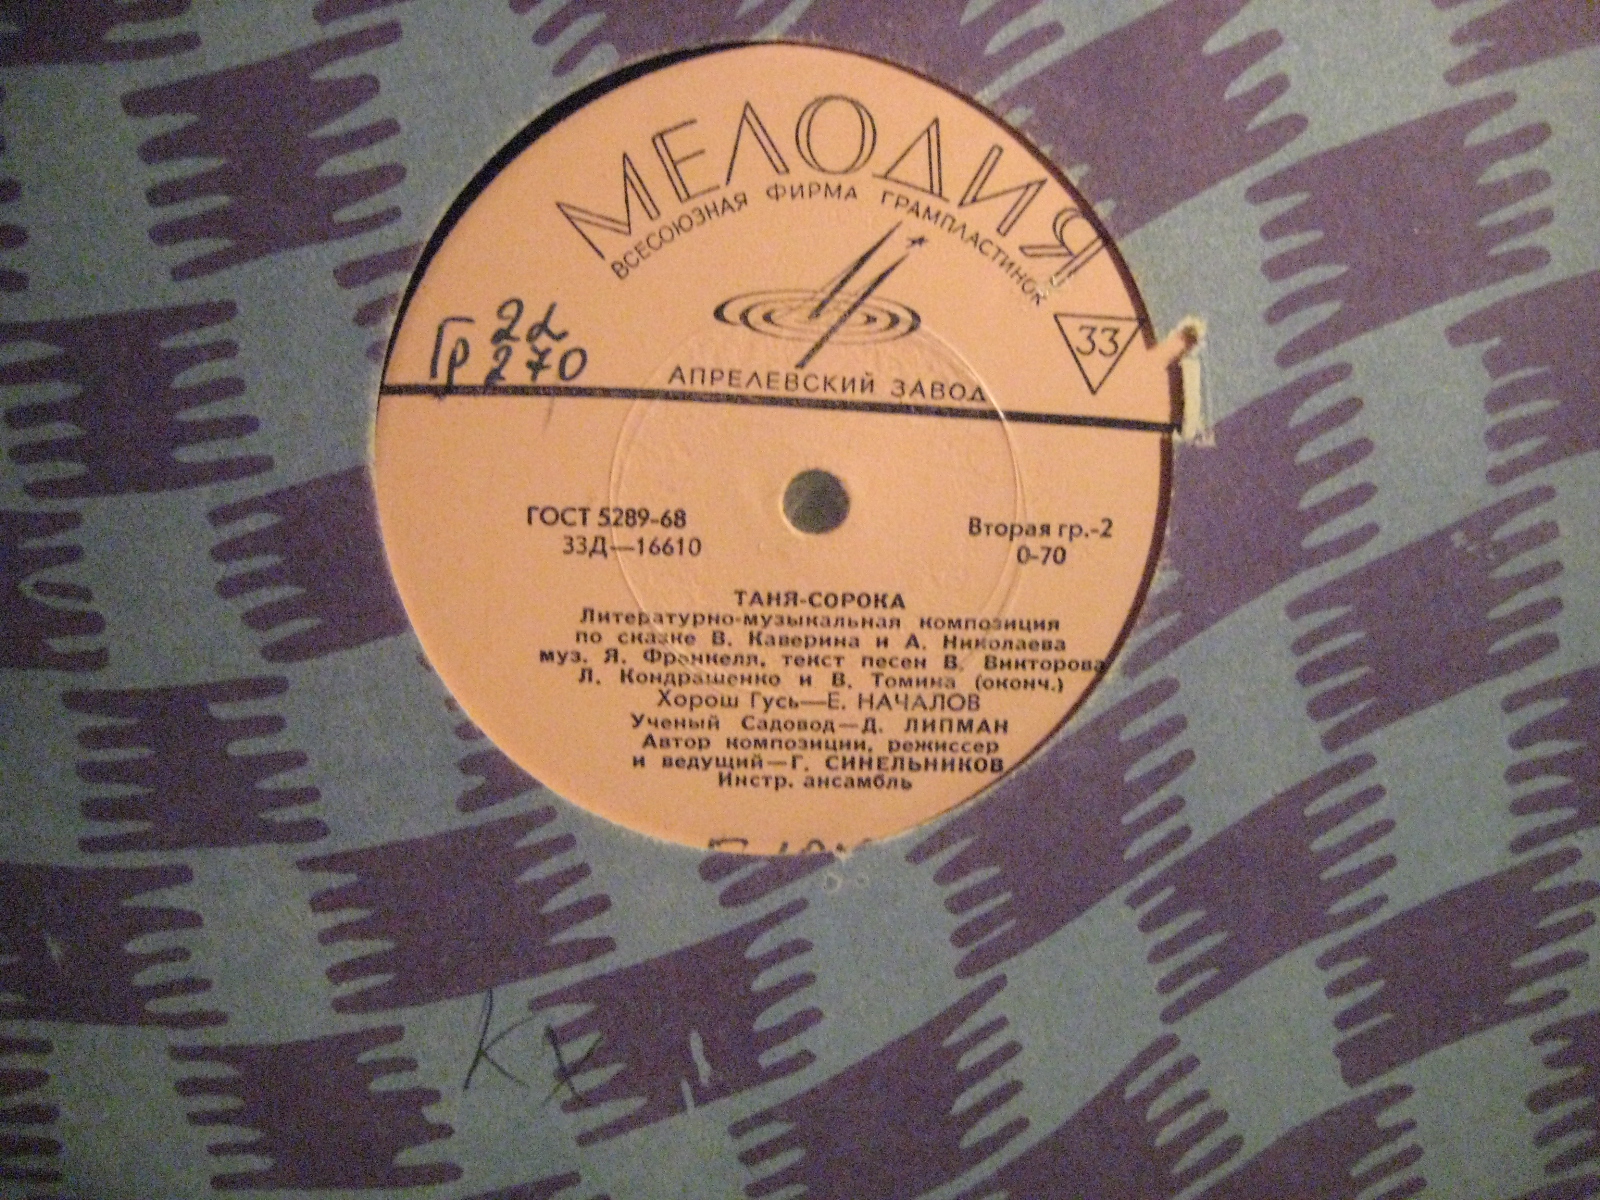 МЕЛОДИЯ
ВСЕСОЮЗНАЯ ФИРМА ГРАМПЛАСТИНОК
33
Гр 2д
270
АПРЕЛЕВСКИЙ ЗАВОД
ГОСТ 5289-68
33Д—16610
Вторая гр.-2
0-70
ТАНЯ-СОРОКА
Литературно-музыкальная композиция
по сказке В. Каверина и А. Николаева
муз. Я. Френкеля, текст песен В. Викторова
Л. Кондрашенко и В. Томина (оконч.)
Хорош Гусь—Е. НАЧАЛОВ
Ученый Садовод—Д. ЛИПМАН
Автор композиции, режиссер
и ведущий—Г. СИНЕЛЬНИКОВ
Инстр. ансамбль